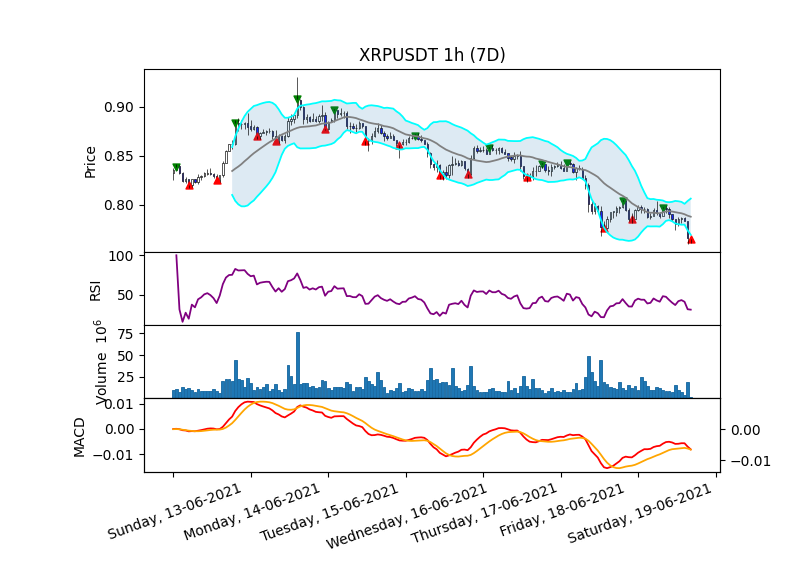 XRPUSDT 1h (7D)
Price
0.90
0.85
0.80
RSI
100
50
Volume 10⁶
75
50
25
MACD
0.01
0.00
−0.01
0.00
−0.01
Sunday, 13-06-2021
Monday, 14-06-2021
Tuesday, 15-06-2021
Wednesday, 16-06-2021
Thursday, 17-06-2021
Friday, 18-06-2021
Saturday, 19-06-2021